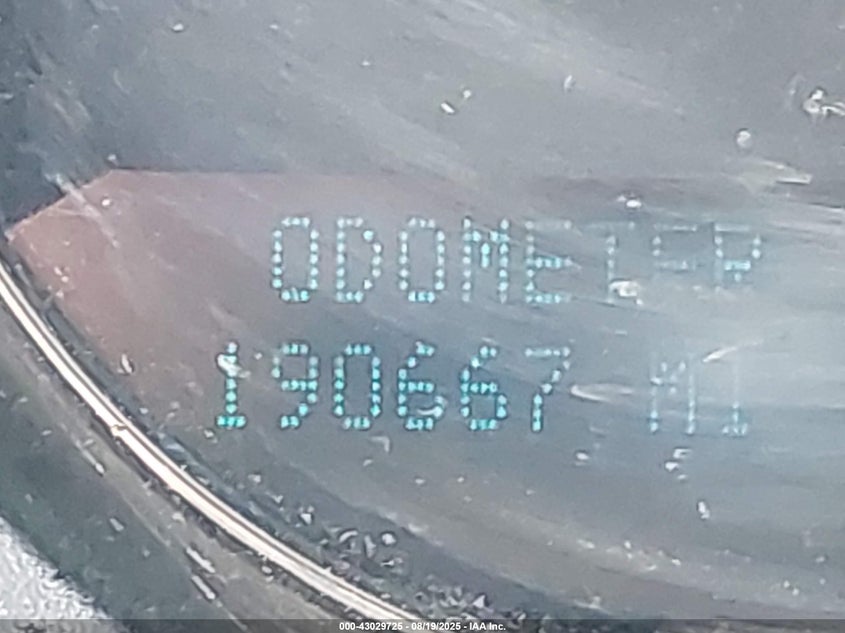 ODOMETER
190667 MI
000-43029725 - 08/19/2025 - IAA Inc.